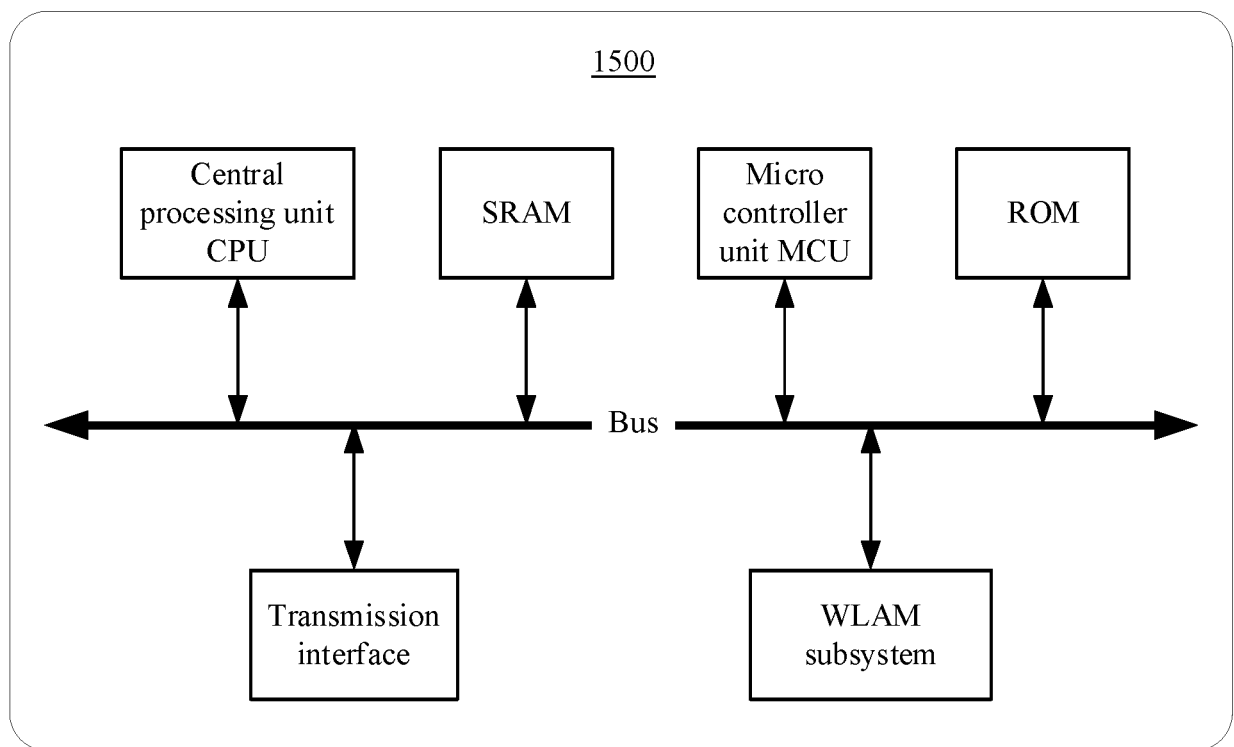 1500
Central
processing unit
CPU
SRAM
Micro
controller
unit MCU
ROM
Bus
Transmission
interface
WLAM
subsystem